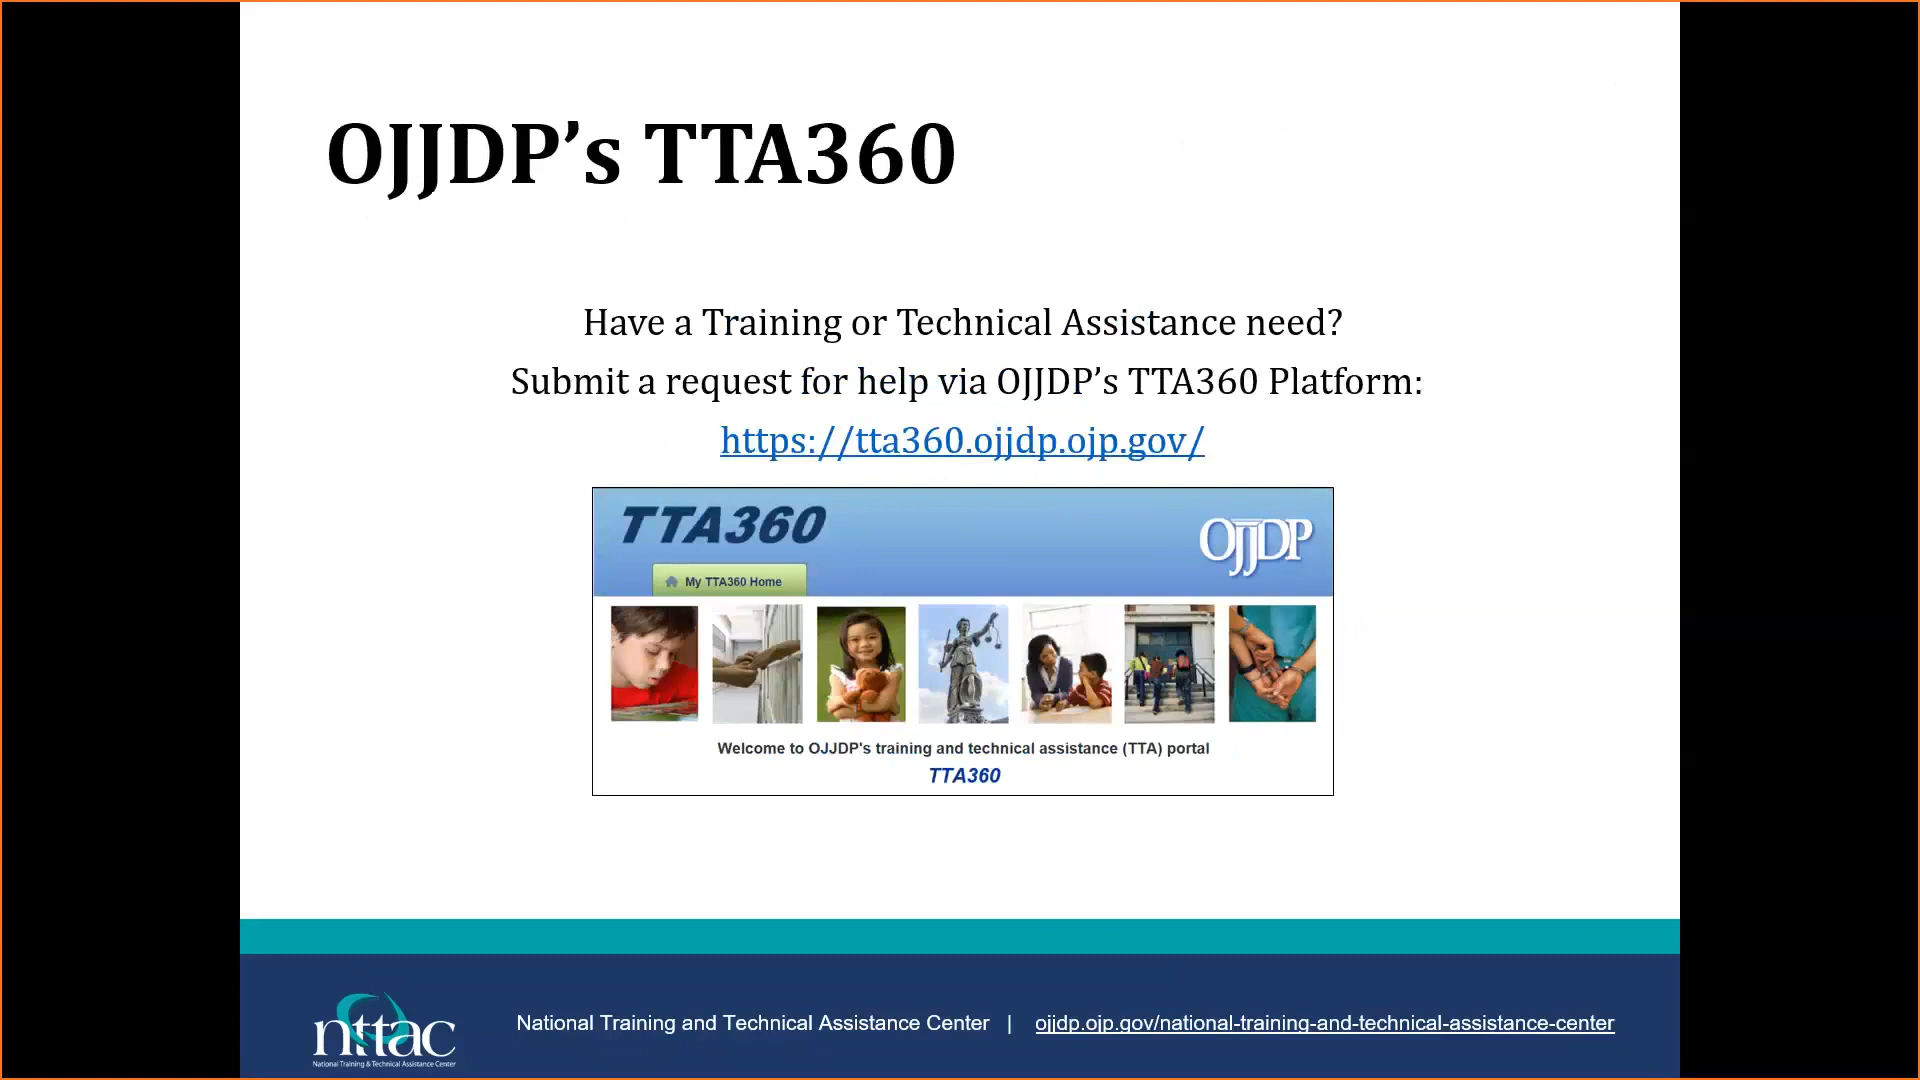 OJJDP’s TTA360
Have a Training or Technical Assistance need?
Submit a request for help via OJJDP’s TTA360 Platform:
https://tta360.ojjdp.ojp.gov/
TTA360
OJJDP
My TTA360 Home
Welcome to OJJDP's training and technical assistance (TTA) portal
TTA360
nttac
National Training & Technical Assistance Center
National Training and Technical Assistance Center | ojjdp.ojp.gov/national-training-and-technical-assistance-center